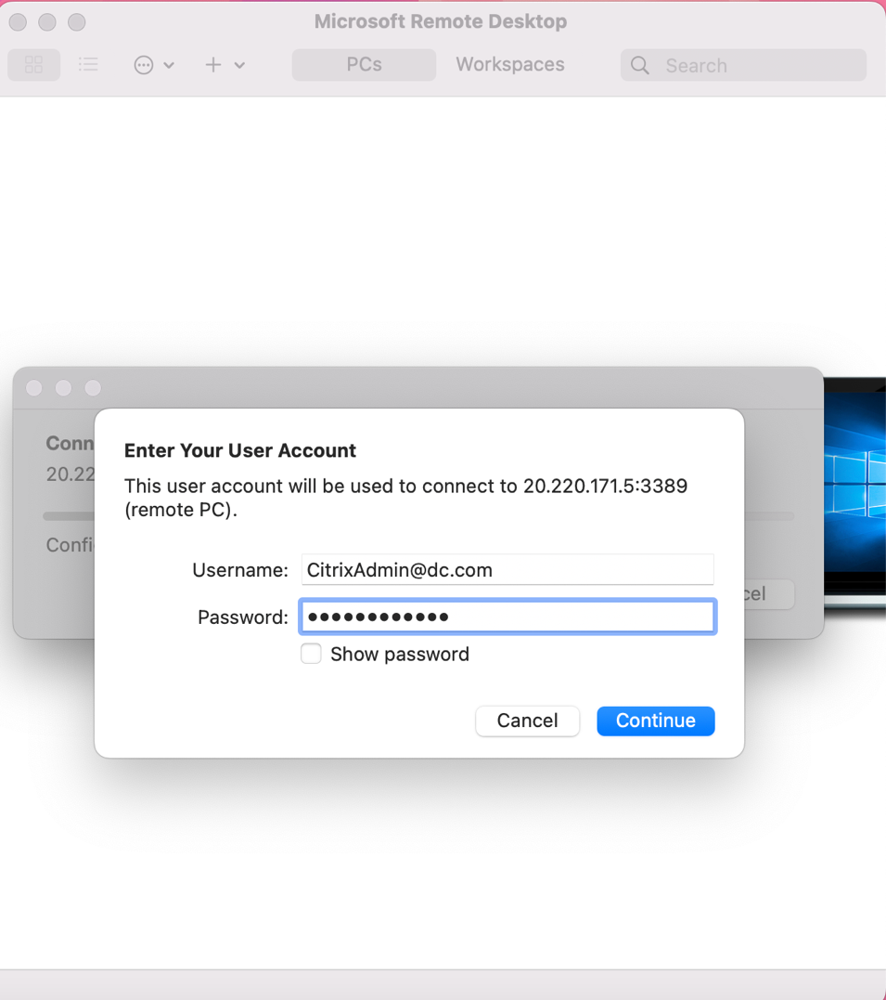 Microsoft Remote Desktop
PCs
Workspaces
Search
Conn
20.22
Confi
cel
Enter Your User Account
This user account will be used to connect to 20.220.171.5:3389
(remote PC).
Username: CitrixAdmin@dc.com
Password: ●●●●●●●●●●●●
Show password
Cancel
Continue